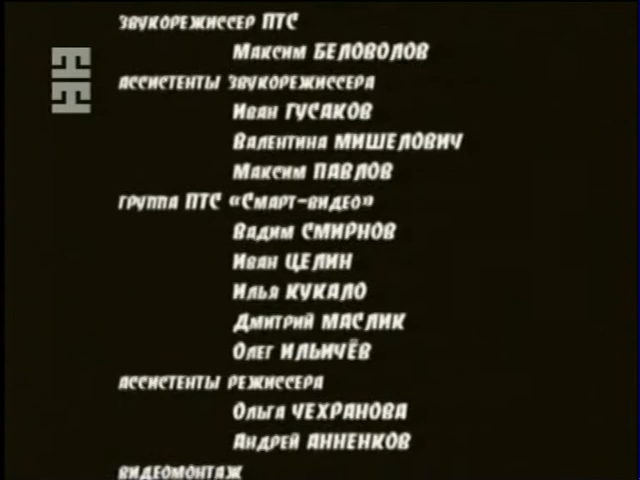 ЗВУКОРЕЖИССЕР ПТС
Максим БЕЛОВОЛОВ
АССИСТЕНТЫ ЗВУКОРЕЖИССЕРА
Иван ГУСАКОВ
Валентина МИШЕЛОВИЧ
Максим ПАВЛОВ
ГРУППА ПТС «Смарт-видео»
Вадим СМИРНОВ
Иван ЦЕЛИН
Илья КУКАЛО
Дмитрий МАСЛИК
Олег ИЛЬИЧЁВ
АССИСТЕНТЫ РЕЖИССЕРА
Ольга ЧЕХРАНОВА
Андрей АННЕНКОВ
ВИДЕОМОНТАЖ